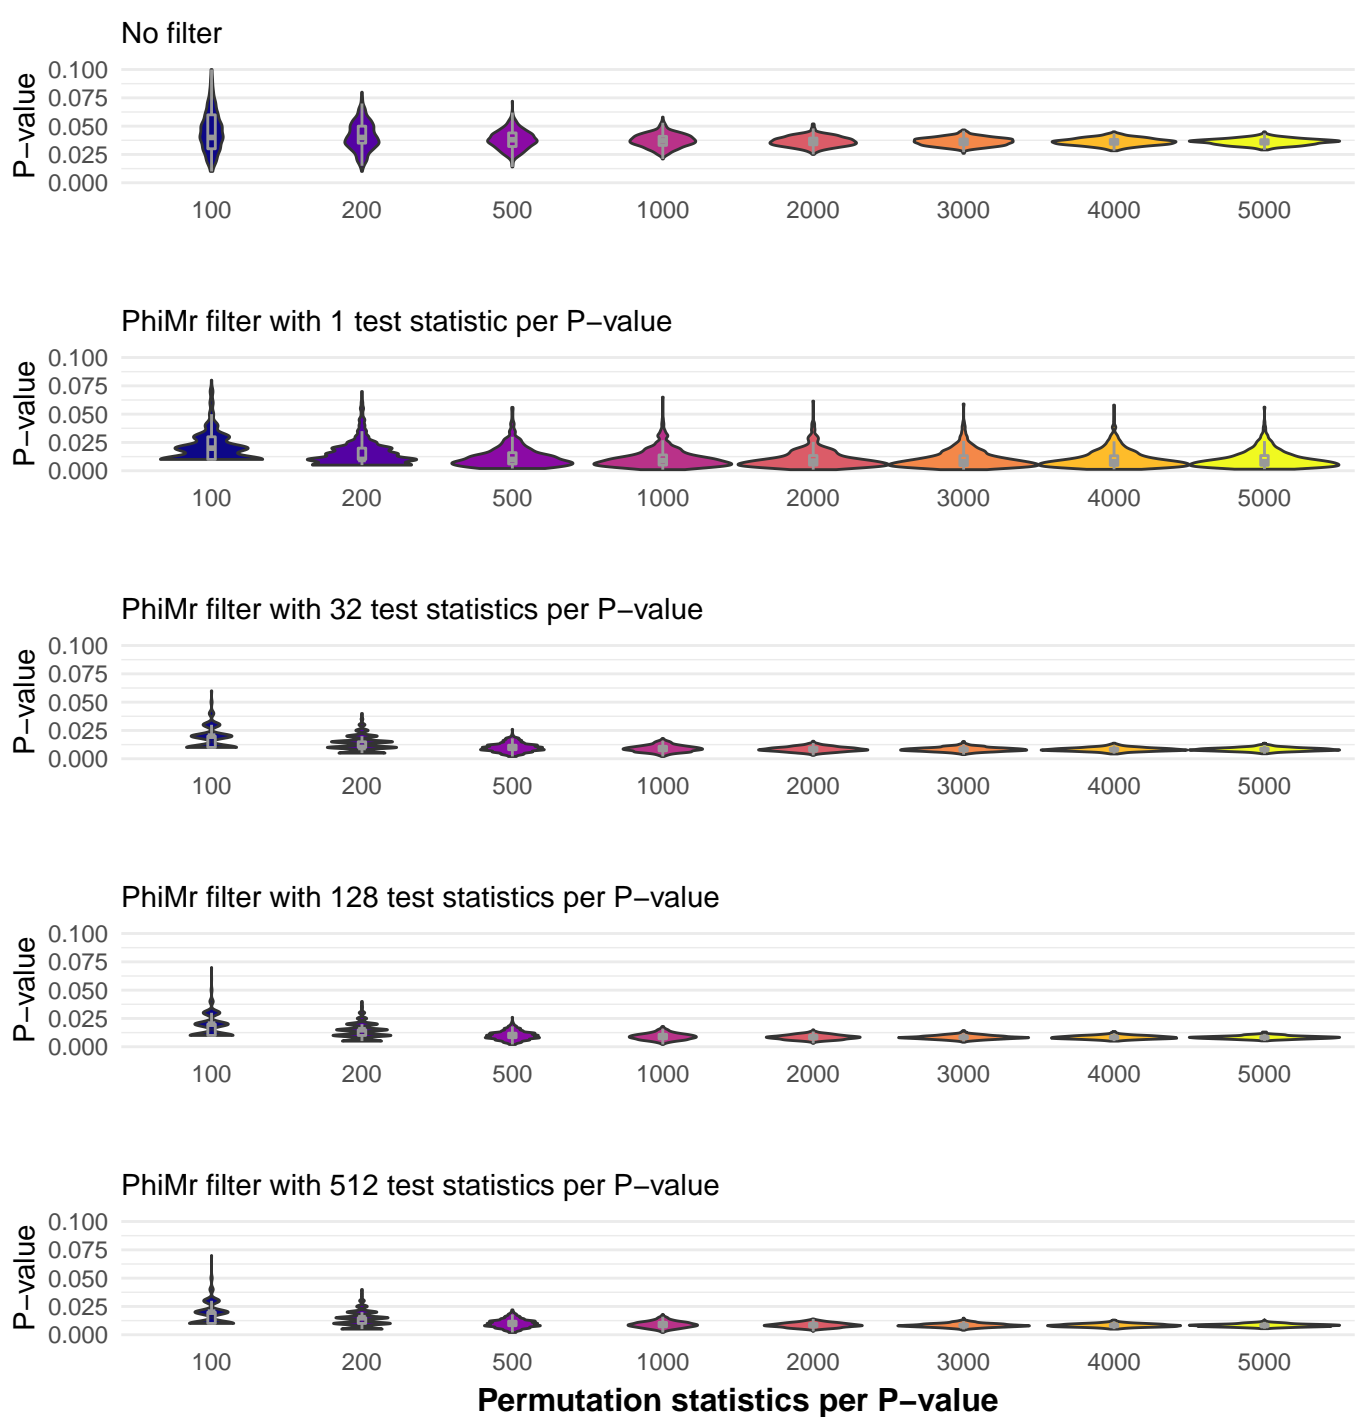 No filter
P−value
0.100
0.075
0.050
0.025
0.000
100 200 500 1000 2000 3000 4000 5000
PhiMr filter with 1 test statistic per P−value
P−value
0.100
0.075
0.050
0.025
0.000
100 200 500 1000 2000 3000 4000 5000
PhiMr filter with 32 test statistics per P−value
P−value
0.100
0.075
0.050
0.025
0.000
100 200 500 1000 2000 3000 4000 5000
PhiMr filter with 128 test statistics per P−value
P−value
0.100
0.075
0.050
0.025
0.000
100 200 500 1000 2000 3000 4000 5000
PhiMr filter with 512 test statistics per P−value
P−value
0.100
0.075
0.050
0.025
0.000
100 200 500 1000 2000 3000 4000 5000
Permutation statistics per P−value